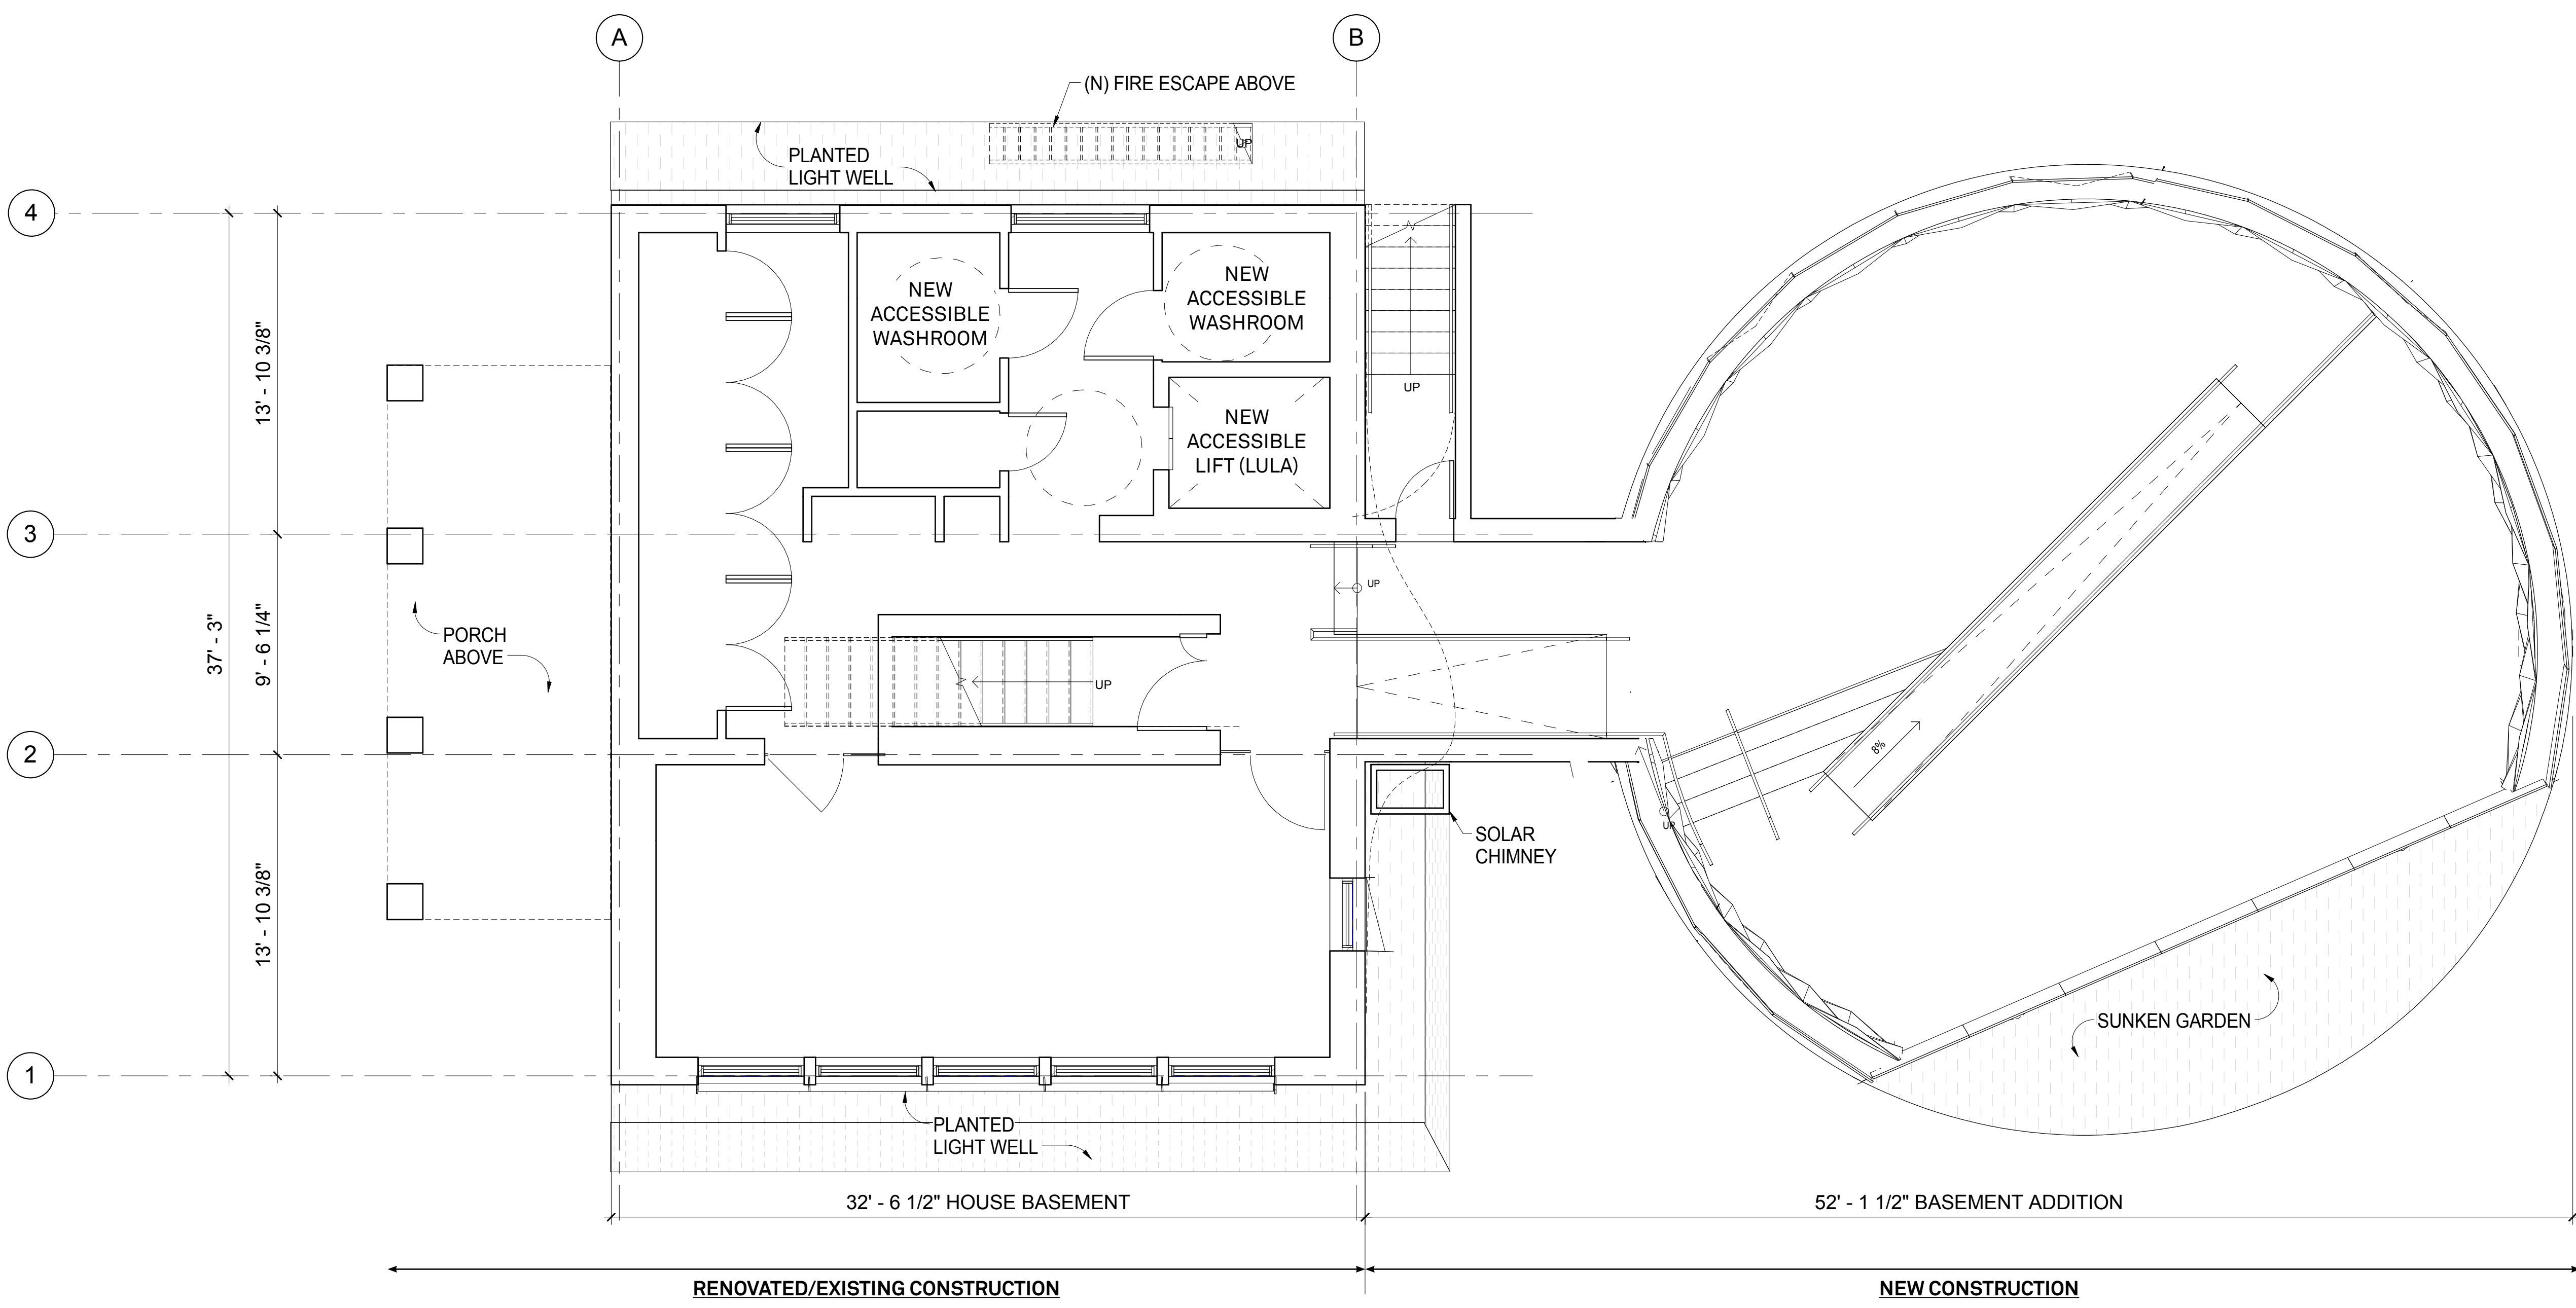 A
B
(N) FIRE ESCAPE ABOVE
UP
PLANTED
LIGHT WELL
4
NEW
ACCESSIBLE
WASHROOM
NEW
ACCESSIBLE
WASHROOM
13' - 10 3/8"
UP
NEW
ACCESSIBLE
LIFT (LULA)
3
UP
37' - 3"
9' - 6 1/4"
PORCH
ABOVE
UP
2
8%
UP
SOLAR
CHIMNEY
13' - 10 3/8"
SUNKEN GARDEN
1
PLANTED
LIGHT WELL
32' - 6 1/2" HOUSE BASEMENT
52' - 1 1/2" BASEMENT ADDITION
RENOVATED/EXISTING CONSTRUCTION
NEW CONSTRUCTION